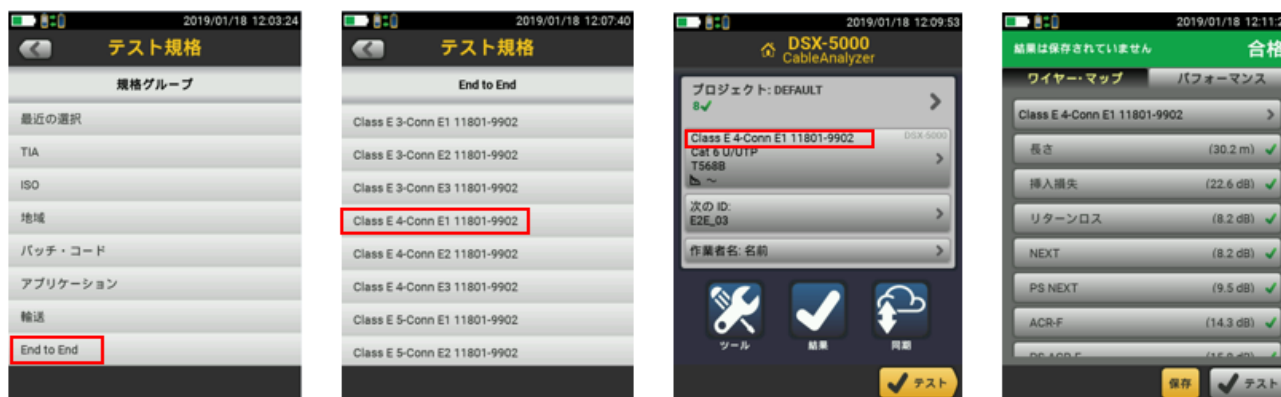 2019/01/18 12:03:24
テスト規格
規格グループ
最近の選択
TIA
ISO
地域
パッチ・コード
アプリケーション
輸送
End to End
2019/01/18 12:07:40
テスト規格
End to End
Class E 3-Conn E1 11801-9902
Class E 3-Conn E2 11801-9902
Class E 3-Conn E3 11801-9902
Class E 4-Conn E1 11801-9902
Class E 4-Conn E2 11801-9902
Class E 4-Conn E3 11801-9902
Class E 5-Conn E1 11801-9902
Class E 5-Conn E2 11801-9902
2019/01/18 12:09:53
DSX-5000
CableAnalyzer
プロジェクト: DEFAULT
8
Class E 4-Conn E1 11801-9902
DSX-5000
Cat 6 U/UTP
T568B
次の ID:
E2E_03
作業者名: 名前
ツール
結果
同期
テスト
2019/01/18 12:11:2
結果は保存されていません
合格
ワイヤー・マップ
パフォーマンス
Class E 4-Conn E1 11801-9902
長さ (30.2 m)
挿入損失 (22.6 dB)
リターンロス (8.2 dB)
NEXT (8.2 dB)
PS NEXT (9.5 dB)
ACR-F (14.3 dB)
保存
テスト